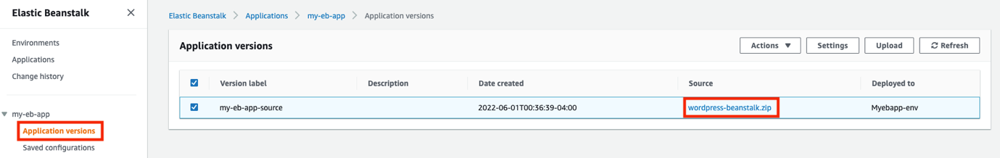 Elastic Beanstalk
Environments
Applications
Change history
my-eb-app
Application versions
Saved configurations
Elastic Beanstalk > Applications > my-eb-app > Application versions
Application versions Actions Settings Upload Refresh
Version label Description Date created Source Deployed to
my-eb-app-source 2022-06-01T00:36:39-04:00 wordpress-beanstalk.zip Myebapp-env